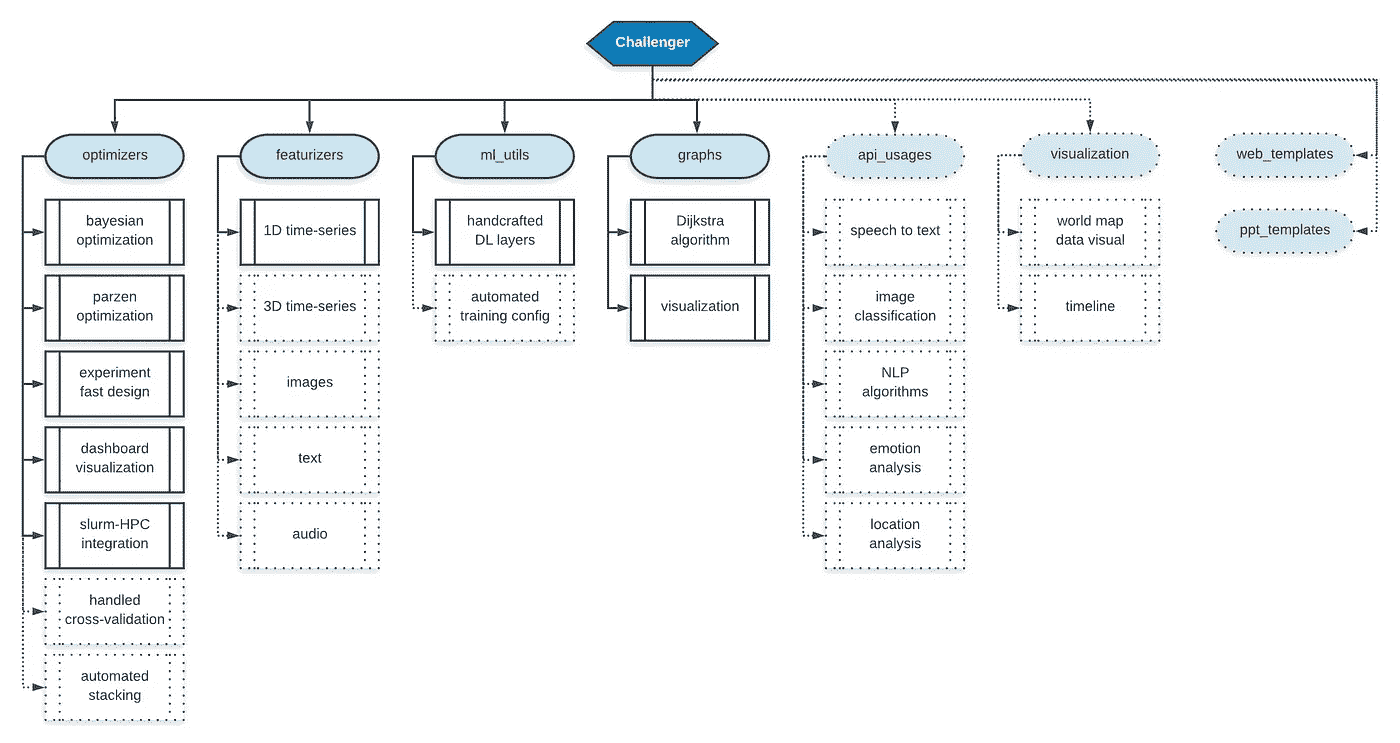 Challenger
optimizers
featurizers
ml_utils
graphs
api_usages
visualization
web_templates
ppt_templates
bayesian
optimization
parzen
optimization
experiment
fast design
dashboard
visualization
slurm-HPC
integration
handled
cross-validation
automated
stacking
1D time-series
3D time-series
images
text
audio
handcrafted
DL layers
automated
training config
Dijkstra
algorithm
visualization
speech to text
image
classification
NLP
algorithms
emotion
analysis
location
analysis
world map
data visual
timeline